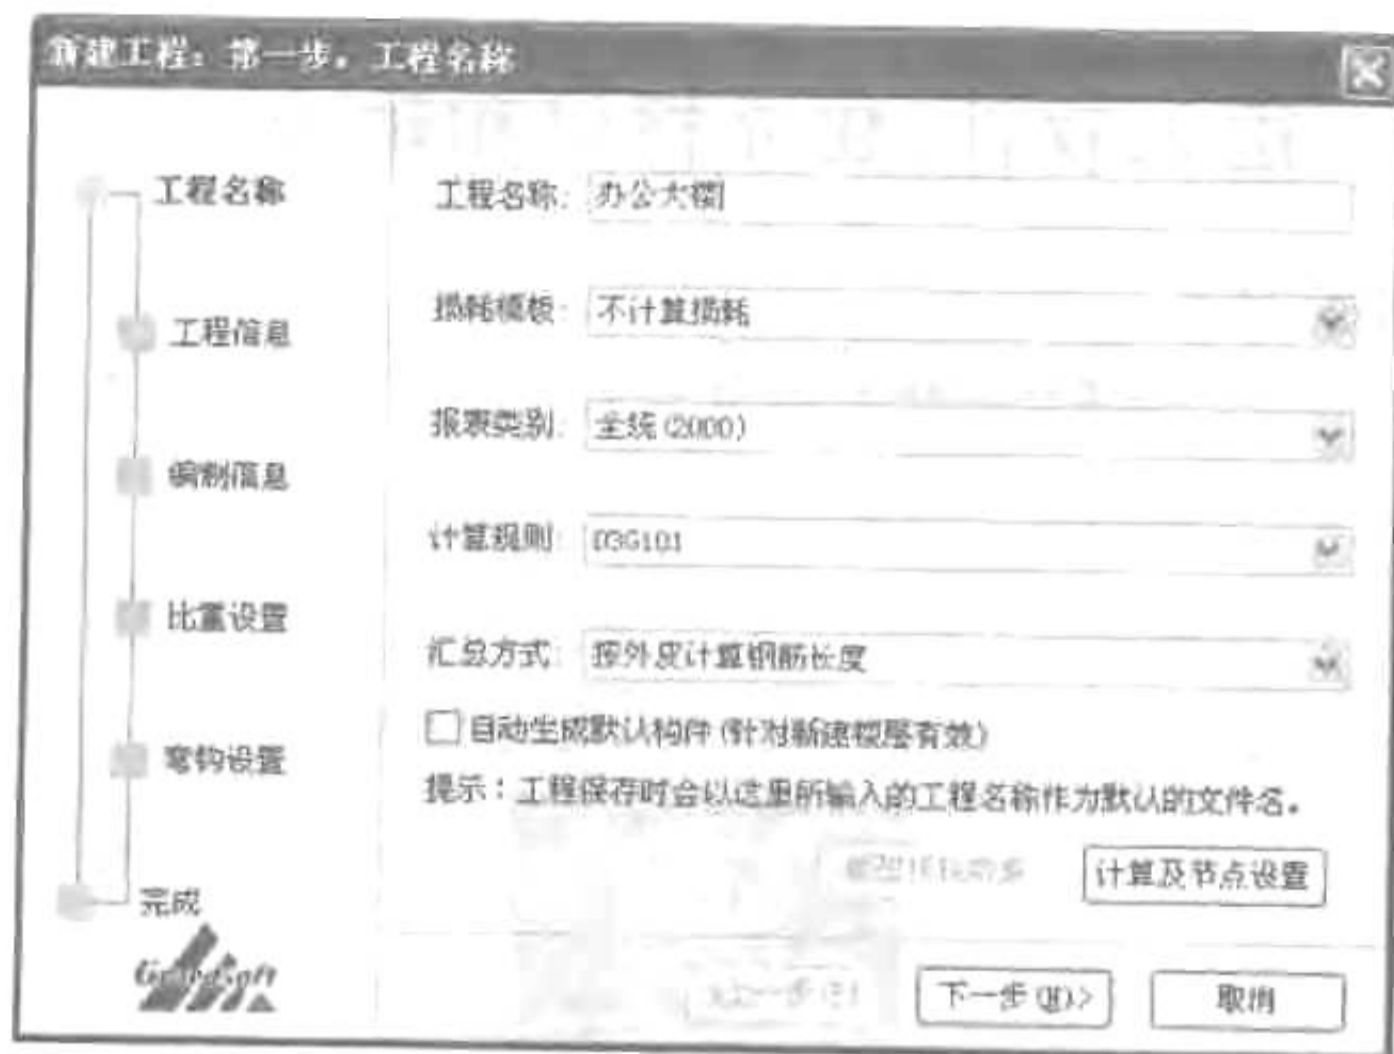 新建工程：第一步。工程名称
工程名称
工程信息
编制信息
比重设置
弯钩设置
完成
工程名称: 办公大楼
损耗模板: 不计算损耗
报表类别: 全统(2000)
计算规则: 03G101
汇总方式: 按外皮计算钢筋长度
自动生成默认构件(针对新建楼层有效)
提示：工程保存时会以这里所输入的工程名称作为默认的文件名。
计算及节点设置
Grandsoft
下一步(N)>
取消